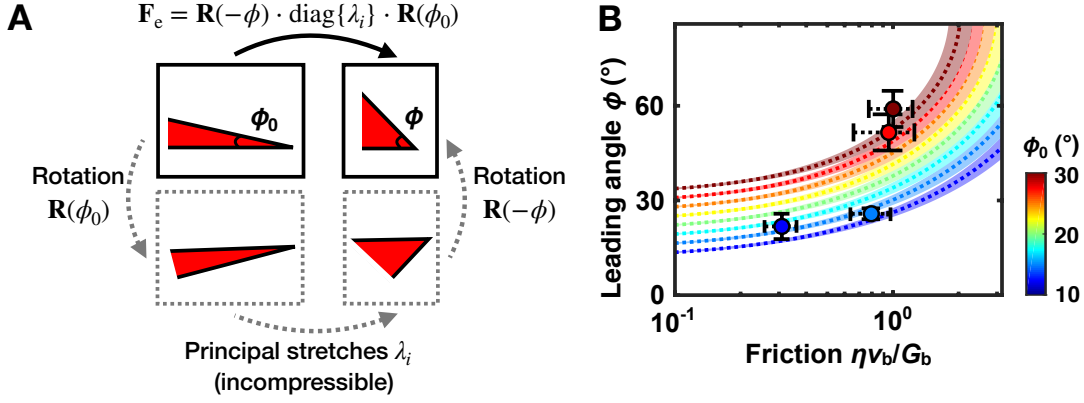 A
F_e = R(−ϕ) · diag{λ_i} · R(ϕ_0)
ϕ_0
ϕ
Rotation
R(ϕ_0)
Rotation
R(−ϕ)
Principal stretches λ_i
(incompressible)
B
Leading angle ϕ (°)
60
30
0
10^-1
10^0
Friction ηv_b/G_b
ϕ_0 (°)
30
20
10